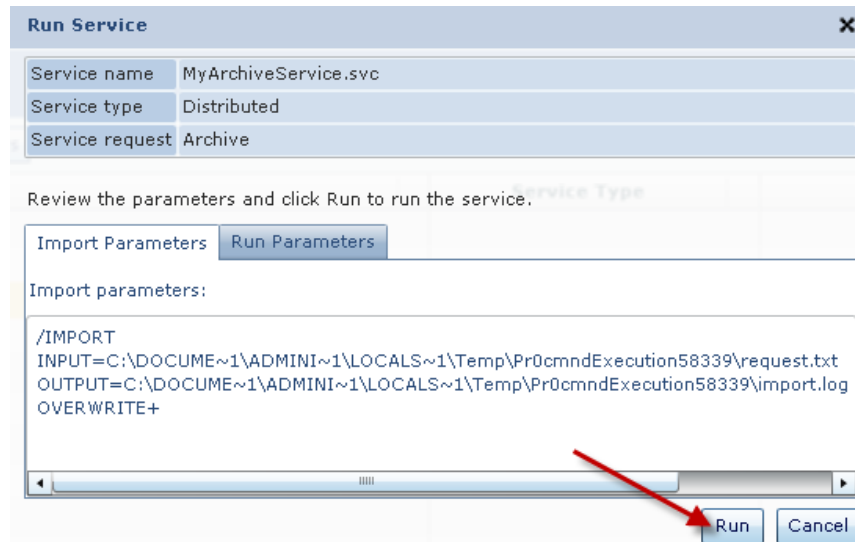 Run Service
Service name MyArchiveService.svc
Service type Distributed
Service request Archive
Service Type
Review the parameters and click Run to run the service.
Import Parameters Run Parameters
Import parameters:
/IMPORT
INPUT=C:\DOCUME~1\ADMINI~1\LOCALS~1\Temp\Pr0cmndExecution58339\request.txt
OUTPUT=C:\DOCUME~1\ADMINI~1\LOCALS~1\Temp\Pr0cmndExecution58339\import.log
OVERWRITE+
Run Cancel